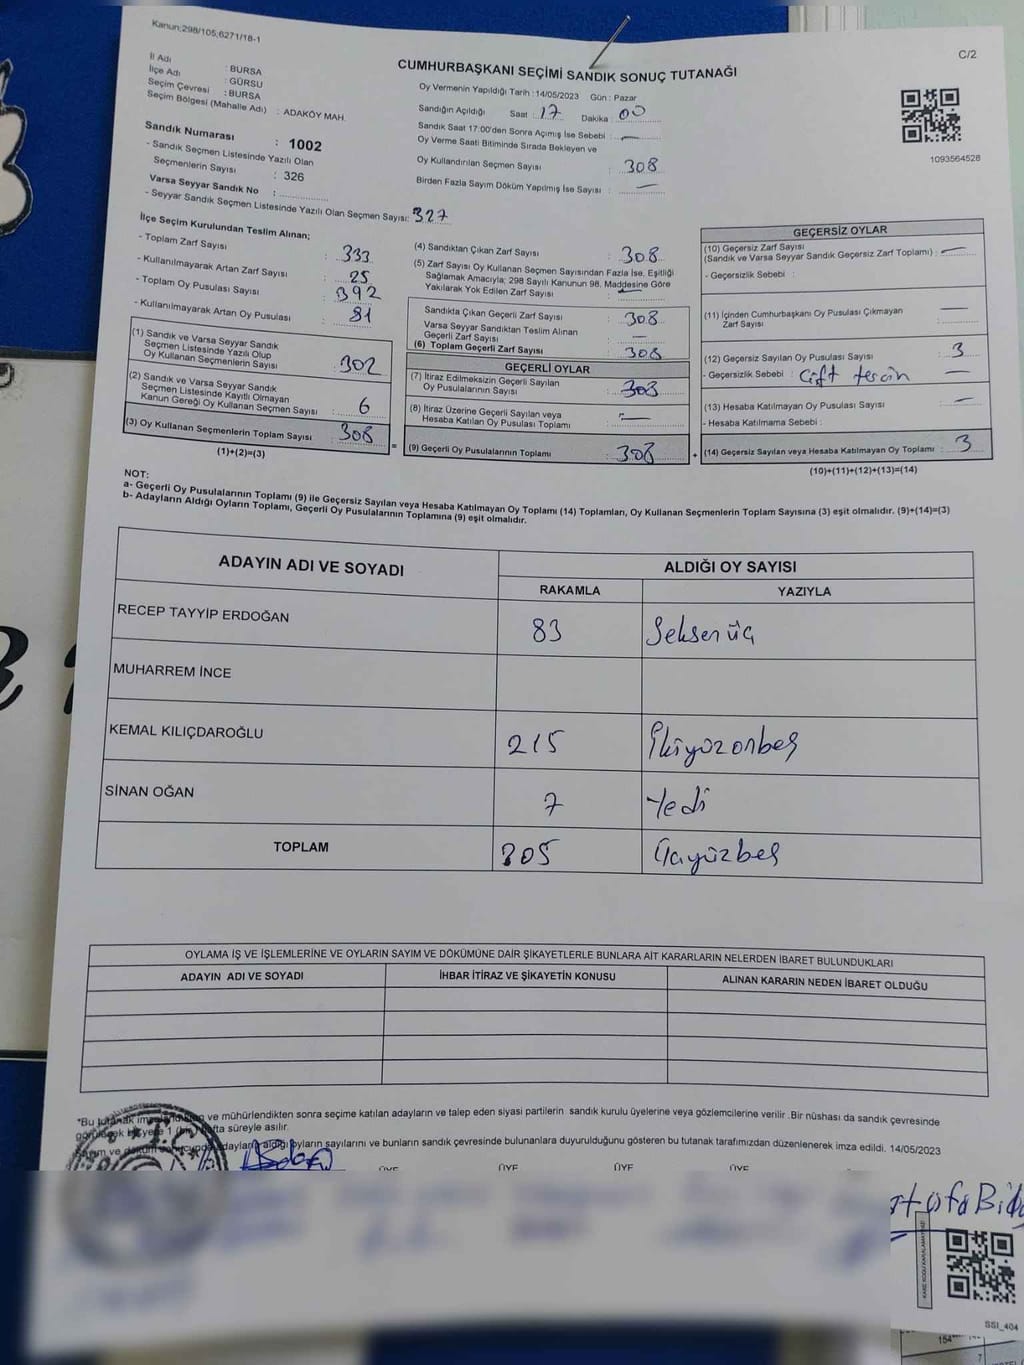 Kanun:298/105,6271/18-1
C/2
CUMHURBAŞKANI SEÇİMİ SANDIK SONUÇ TUTANAĞI
İl Adı : BURSA
İlçe Adı : GÜRSU
Seçim Çevresi : BURSA
Seçim Bölgesi (Mahalle Adı) : ADAKÖY MAH.
Sandık Numarası : 1002
- Sandık Seçmen Listesinde Yazılı Olan
Seçmenlerin Sayısı : 326
Varsa Seyyar Sandık No :
- Seyyar Sandık Seçmen Listesinde Yazılı Olan Seçmen Sayısı: 327
Oy Vermenin Yapıldığı Tarih :14/05/2023 Gün : Pazar
Sandığın Açıldığı Saat : 17 Dakika : 00
Sandık Saat 17:00'den Sonra Açımış İse Sebebi : —
Oy Verme Saati Bitiminde Sırada Bekleyen ve
Oy Kullandırılan Seçmen Sayısı : 308
Birden Fazla Sayım Döküm Yapılmış İse Sayısı : —
1093564528
İlçe Seçim Kurulundan Teslim Alınan;
- Toplam Zarf Sayısı : 333
- Kullanılmayarak Artan Zarf Sayısı : 25
- Toplam Oy Pusulası Sayısı : 392
- Kullanılmayarak Artan Oy Pusulası : 81
(1) Sandık ve Varsa Seyyar Sandık
Seçmen Listesinde Yazılı Olup
Oy Kullanan Seçmenlerin Sayısı : 302
(2) Sandık ve Varsa Seyyar Sandık
Seçmen Listesinde Kayıtlı Olmayan
Kanun Gereği Oy Kullanan Seçmen Sayısı : 6
(3) Oy Kullanan Seçmenlerin Toplam Sayısı : 308
(1)+(2)=(3)
=
(4) Sandıktan Çıkan Zarf Sayısı : 308
(5) Zarf Sayısı Oy Kullanan Seçmen Sayısından Fazla İse, Eşitliği
Sağlamak Amacıyla; 298 Sayılı Kanunun 98. Maddesine Göre
Yakılarak Yok Edilen Zarf Sayısı : —
Sandıkta Çıkan Geçerli Zarf Sayısı : 308
Varsa Seyyar Sandıktan Teslim Alınan
Geçerli Zarf Sayısı : —
(6) Toplam Geçerli Zarf Sayısı : 308
GEÇERLİ OYLAR
(7) İtiraz Edilmeksizin Geçerli Sayılan
Oy Pusulalarının Sayısı : 308
(8) İtiraz Üzerine Geçerli Sayılan veya
Hesaba Katılan Oy Pusulası Toplamı : —
(9) Geçerli Oy Pusulalarının Toplamı : 308
+
GEÇERSİZ OYLAR
(10) Geçersiz Zarf Sayısı
(Sandık ve Varsa Seyyar Sandık Geçersiz Zarf Toplamı) : —
- Geçersizlik Sebebi :
(11) İçinden Cumhurbaşkanı Oy Pusulası Çıkmayan
Zarf Sayısı : —
(12) Geçersiz Sayılan Oy Pusulası Sayısı : 3
- Geçersizlik Sebebi : Çift tercin —
(13) Hesaba Katılmayan Oy Pusulası Sayısı : —
- Hesaba Katılmama Sebebi :
(14) Geçersiz Sayılan veya Hesaba Katılmayan Oy Toplamı : 3
(10)+(11)+(12)+(13)=(14)
NOT:
a- Geçerli Oy Pusulalarının Toplamı (9) ile Geçersiz Sayılan veya Hesaba Katılmayan Oy Toplamı (14) Toplamları, Oy Kullanan Seçmenlerin Toplam Sayısına (3) eşit olmalıdır. (9)+(14)=(3)
b- Adayların Aldığı Oyların Toplamı, Geçerli Oy Pusulalarının Toplamına (9) eşit olmalıdır.
ADAYIN ADI VE SOYADI ALDIĞI OY SAYISI
RAKAMLA YAZIYLA
RECEP TAYYİP ERDOĞAN 83 Seksen üç
MUHARREM İNCE
KEMAL KILIÇDAROĞLU 215 İkiyüzonbeş
SİNAN OĞAN 7 Yedi
TOPLAM 305 Üçyüzbeş
OYLAMA İŞ VE İŞLEMLERİNE VE OYLARIN SAYIM VE DÖKÜMÜNE DAİR ŞİKAYETLERLE BUNLARA AİT KARARLARIN NELERDEN İBARET BULUNDUKLARI
ADAYIN ADI VE SOYADI İHBAR İTİRAZ VE ŞİKAYETİN KONUSU ALINAN KARARIN NEDEN İBARET OLDUĞU
*Bu tutanak ve mühürlendikten sonra seçime katılan adayların ve talep eden siyasi partilerin sandık kurulu üyelerine veya gözlemcilerine verilir .Bir nüshası da sandık çevresinde
1 hafta süreyle asılır.
adayların aldığı oyların sayılarını ve bunların sandık çevresinde bulunanlara duyurulduğunu gösteren bu tutanak tarafımızdan düzenlenerek imza edildi. 14/05/2023
ÜYE ÜYE ÜYE ÜYE
SSI_404
154
7